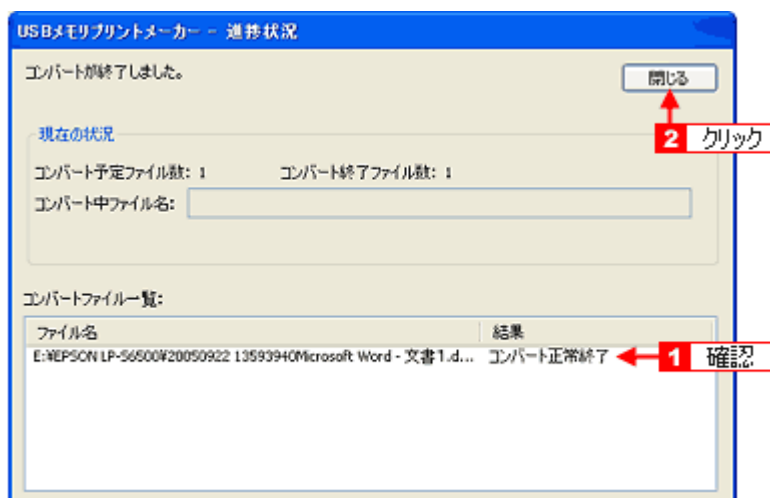 USBメモリプリントメーカー - 進捗状況
コンバートが終了しました。
閉じる
2 クリック
現在の状況
コンバート予定ファイル数: 1 コンバート終了ファイル数: 1
コンバート中ファイル名:
コンバートファイル一覧:
ファイル名 結果
E:¥EPSON LP-S6500¥20050922 13593940Microsoft Word - 文書1.d... コンバート正常終了
1 確認